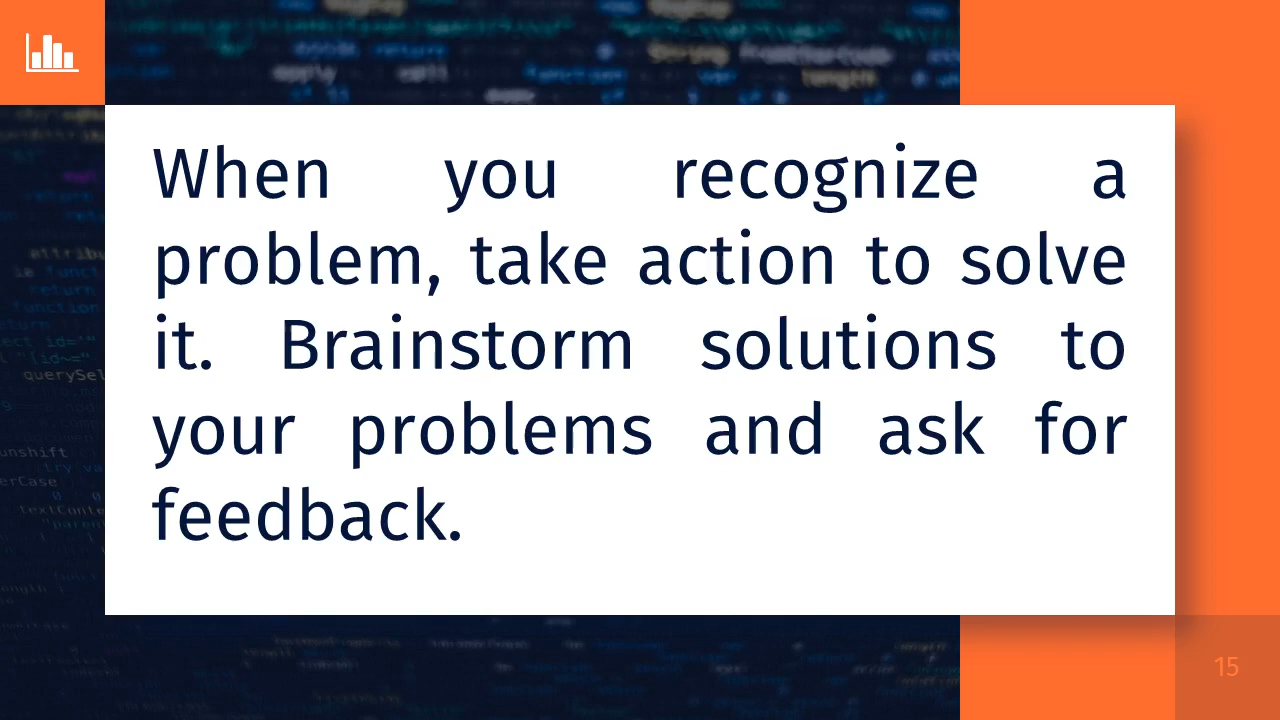 When you recognize a
problem, take action to solve
it. Brainstorm solutions to
your problems and ask for
feedback.
15